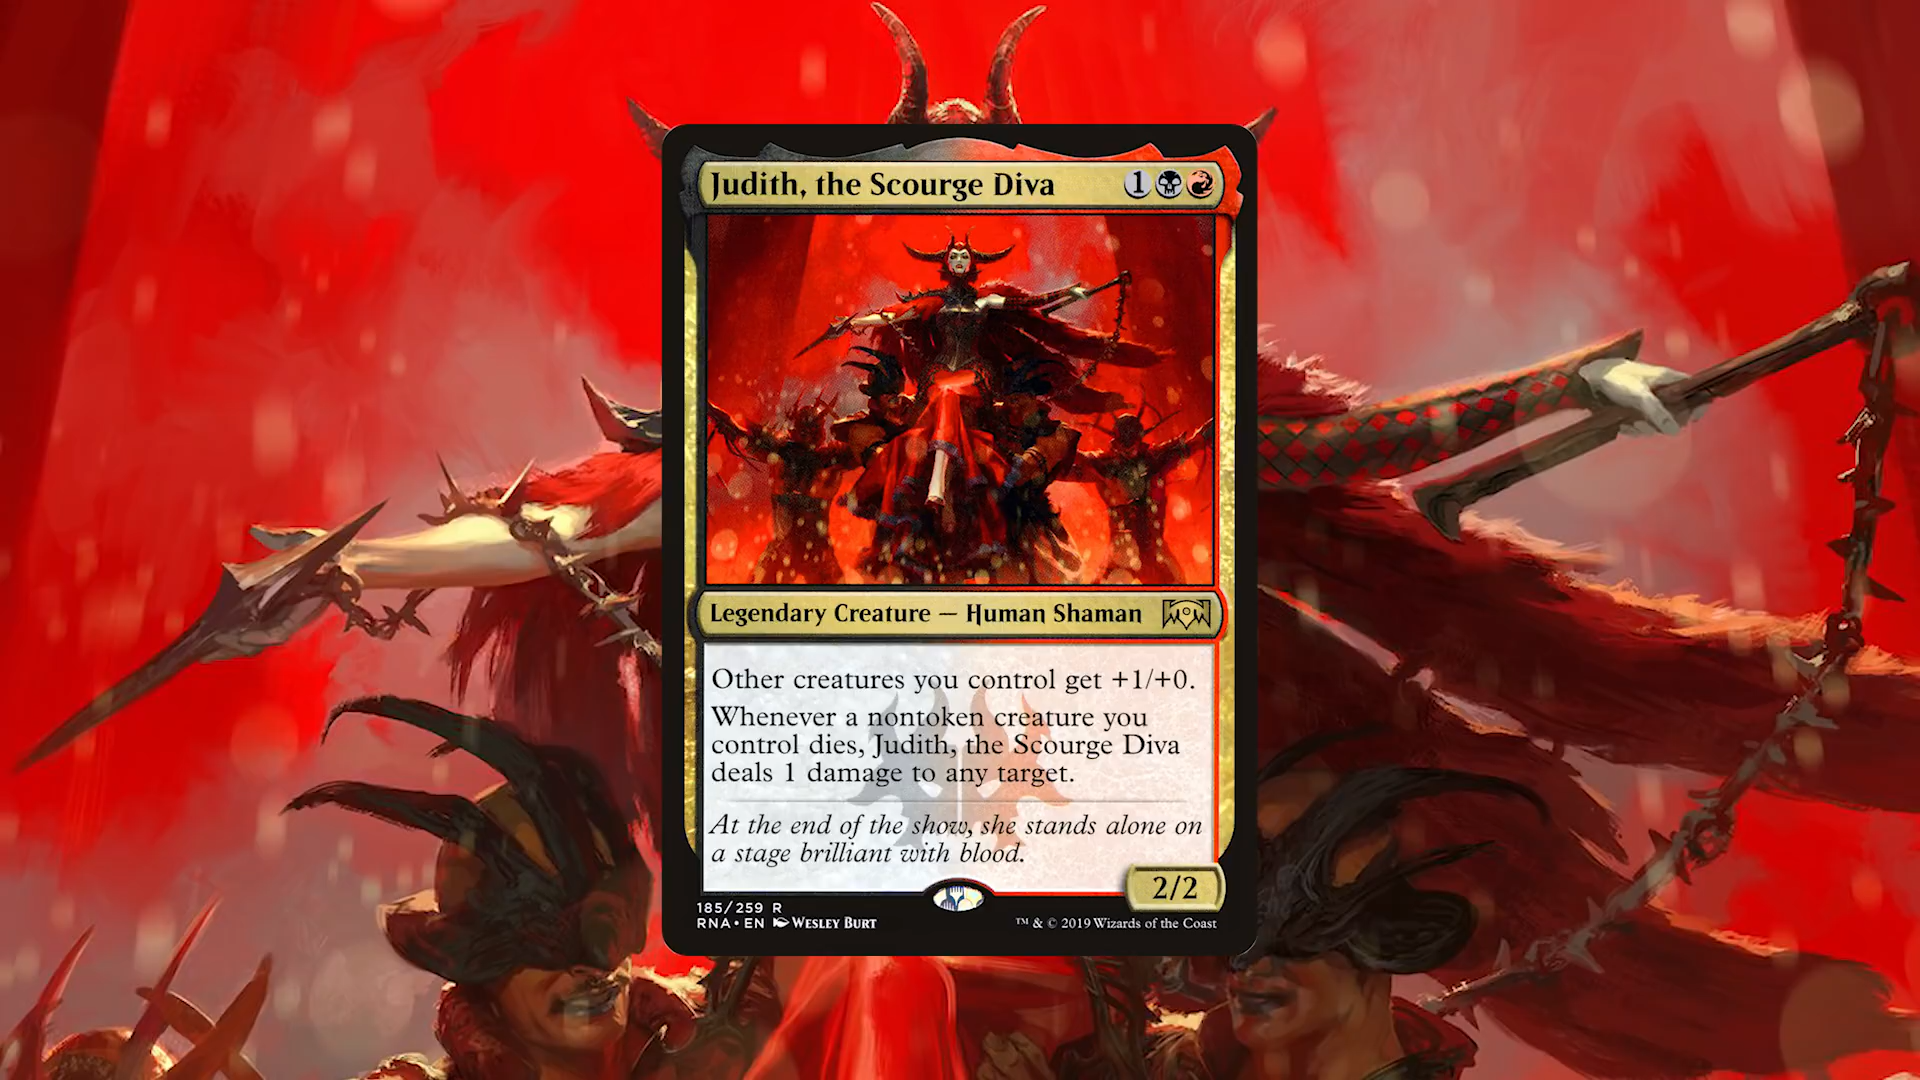 Judith, the Scourge Diva 1
Legendary Creature — Human Shaman
Other creatures you control get +1/+0.
Whenever a nontoken creature you
control dies, Judith, the Scourge Diva
deals 1 damage to any target.
At the end of the show, she stands alone on
a stage brilliant with blood.
2/2
185/259 R
RNA • EN Wesley Burt
™ & © 2019 Wizards of the Coast